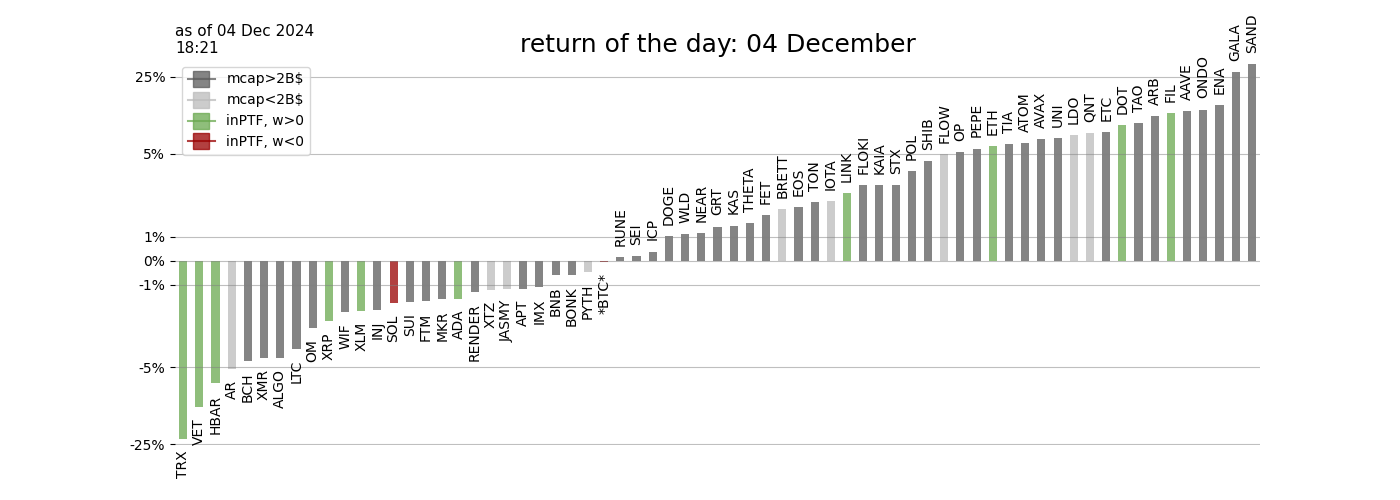 as of 04 Dec 2024
18:21
return of the day: 04 December
mcap>2B$
mcap<2B$
inPTF, w>0
inPTF, w<0
25%
5%
1%
0%
-1%
-5%
-25%
TRX
VET
HBAR
AR
BCH
XMR
ALGO
LTC
OM
XRP
WIF
XLM
INJ
SOL
SUI
FTM
MKR
ADA
RENDER
XTZ
JASMY
APT
IMX
BNB
BONK
PYTH
*BTC*
RUNE
SEI
ICP
DOGE
WLD
NEAR
GRT
KAS
THETA
FET
BRETT
EOS
TON
IOTA
LINK
FLOKI
KAIA
STX
POL
SHIB
FLOW
OP
PEPE
ETH
TIA
ATOM
AVAX
UNI
LDO
QNT
ETC
DOT
TAO
ARB
FIL
AAVE
ONDO
ENA
GALA
SAND